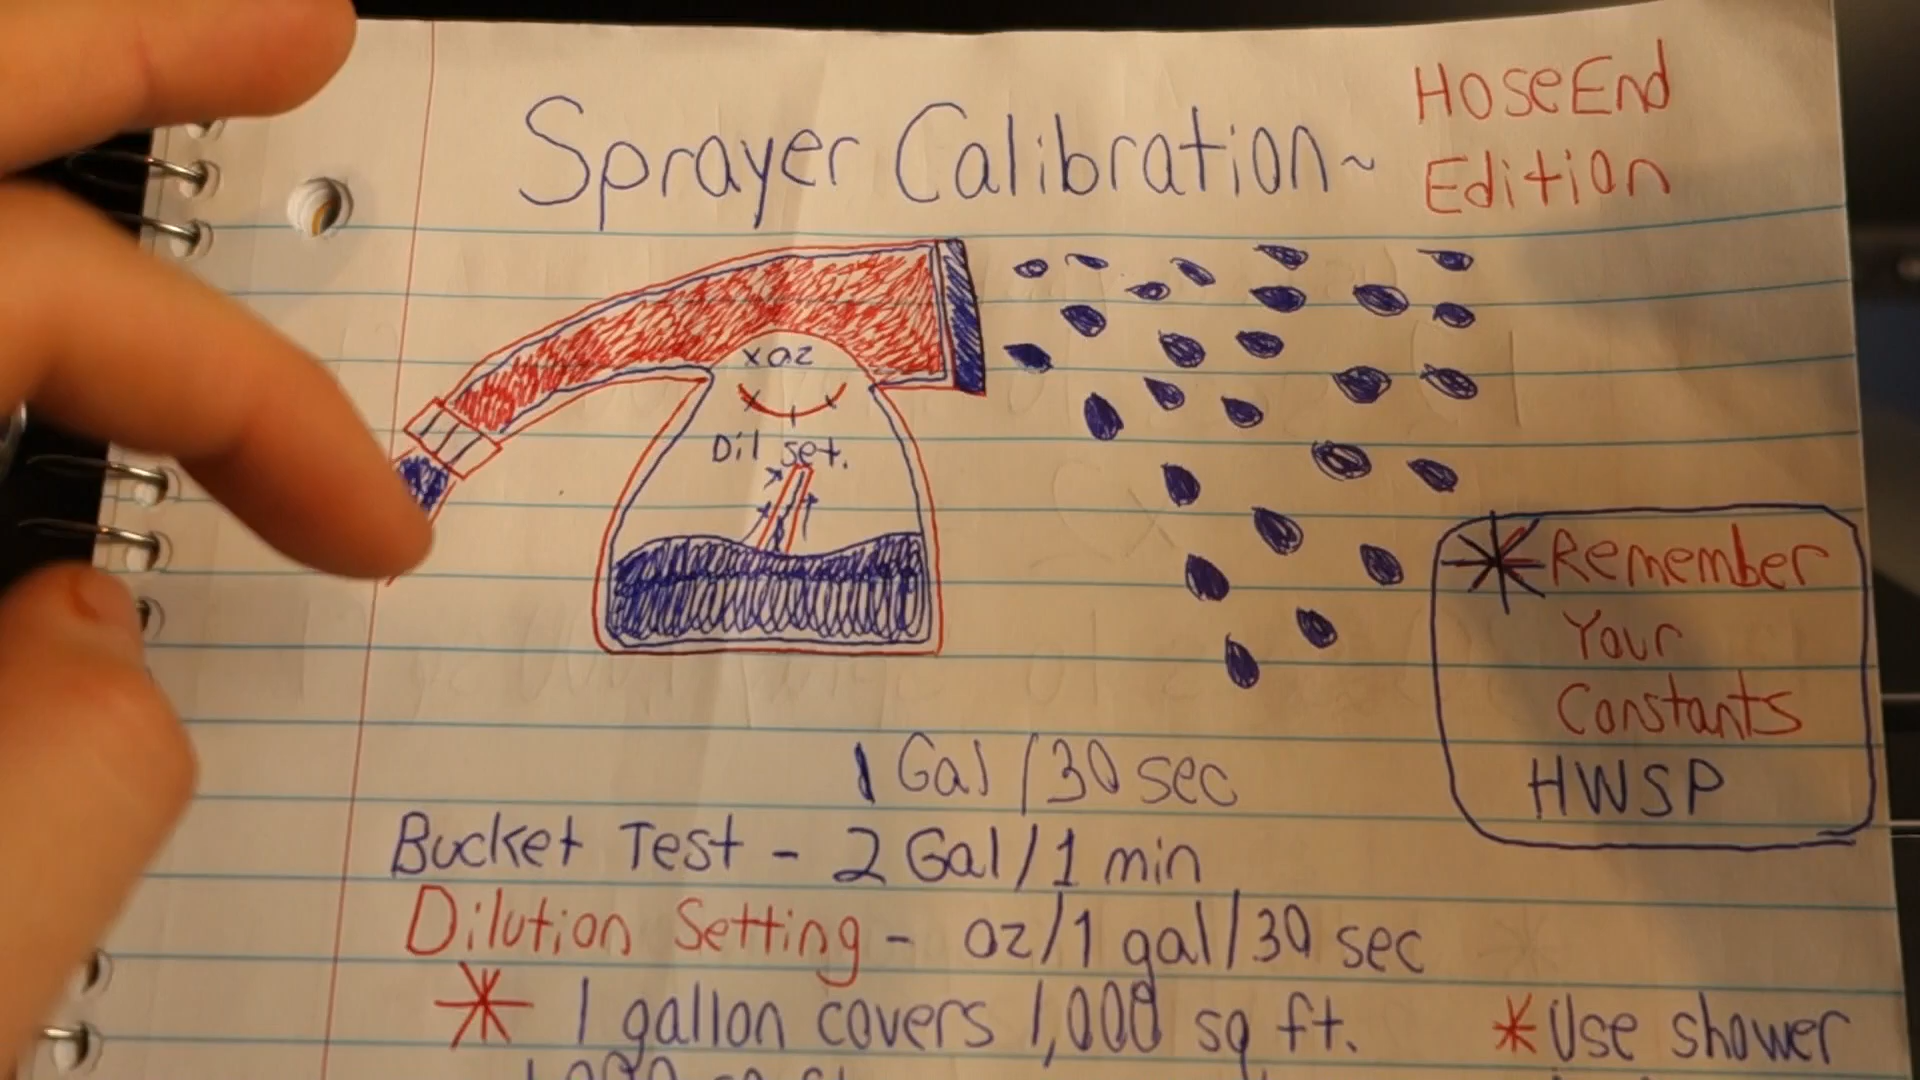 Sprayer Calibration~
HoseEnd
Edition
x oz
Dil set.
* Remember
Your
Constants
HWSP
1 Gal/30 sec
Bucket Test - 2 Gal/1 min
Dilution Setting - oz/1 gal/30 sec
* 1 gallon covers 1,000 sq ft.
* Use shower